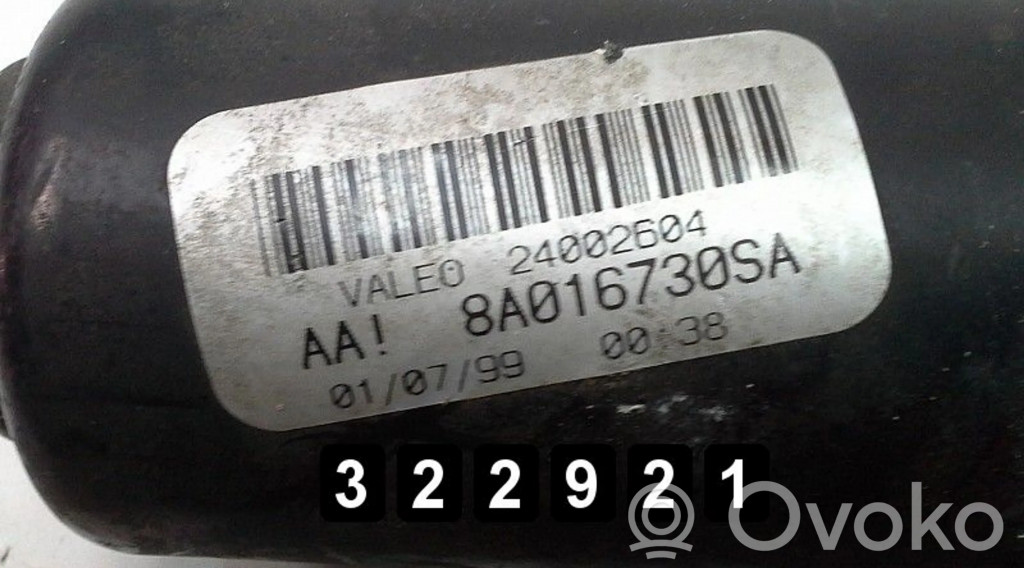 VALEO 24002604
AA! 8A016730SA
01/07/99 00:38
322921
Ovoko